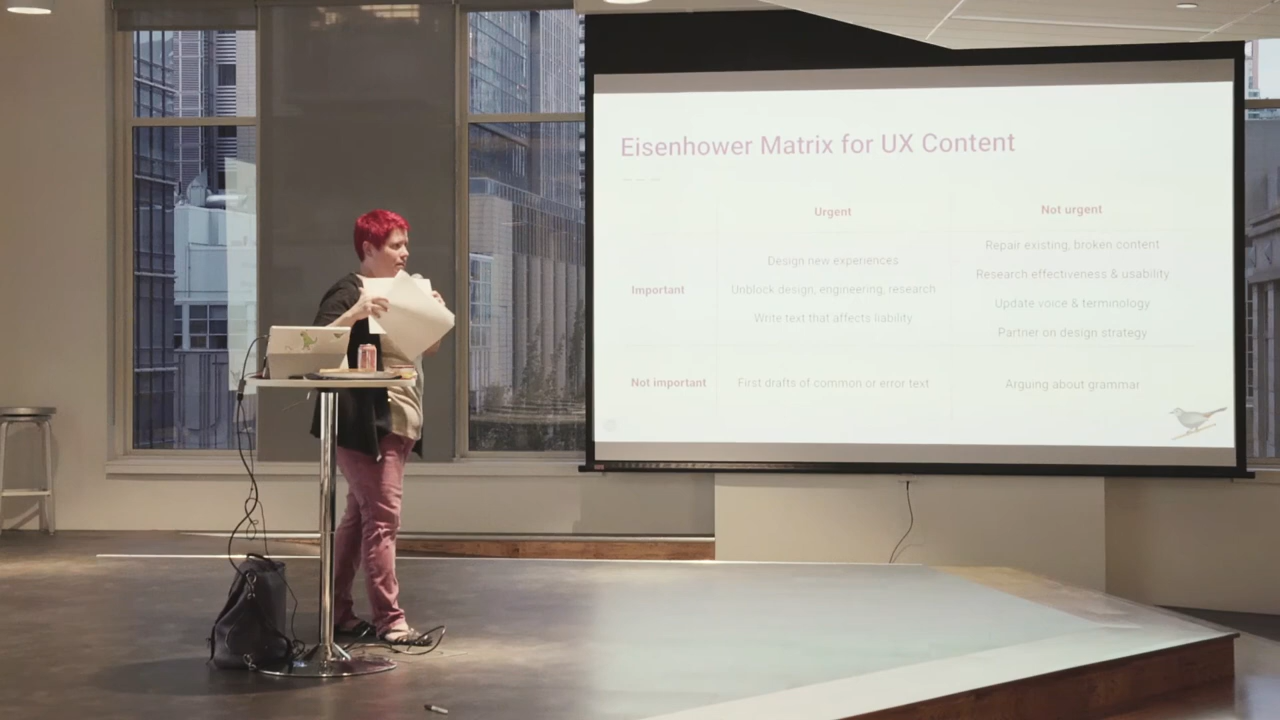 Eisenhower Matrix for UX Content
Urgent
Not urgent
Important
Design new experiences
Unblock design, engineering, research
Write text that affects liability
Repair existing, broken content
Research effectiveness & usability
Update voice & terminology
Partner on design strategy
Not important
First drafts of common or error text
Arguing about grammar